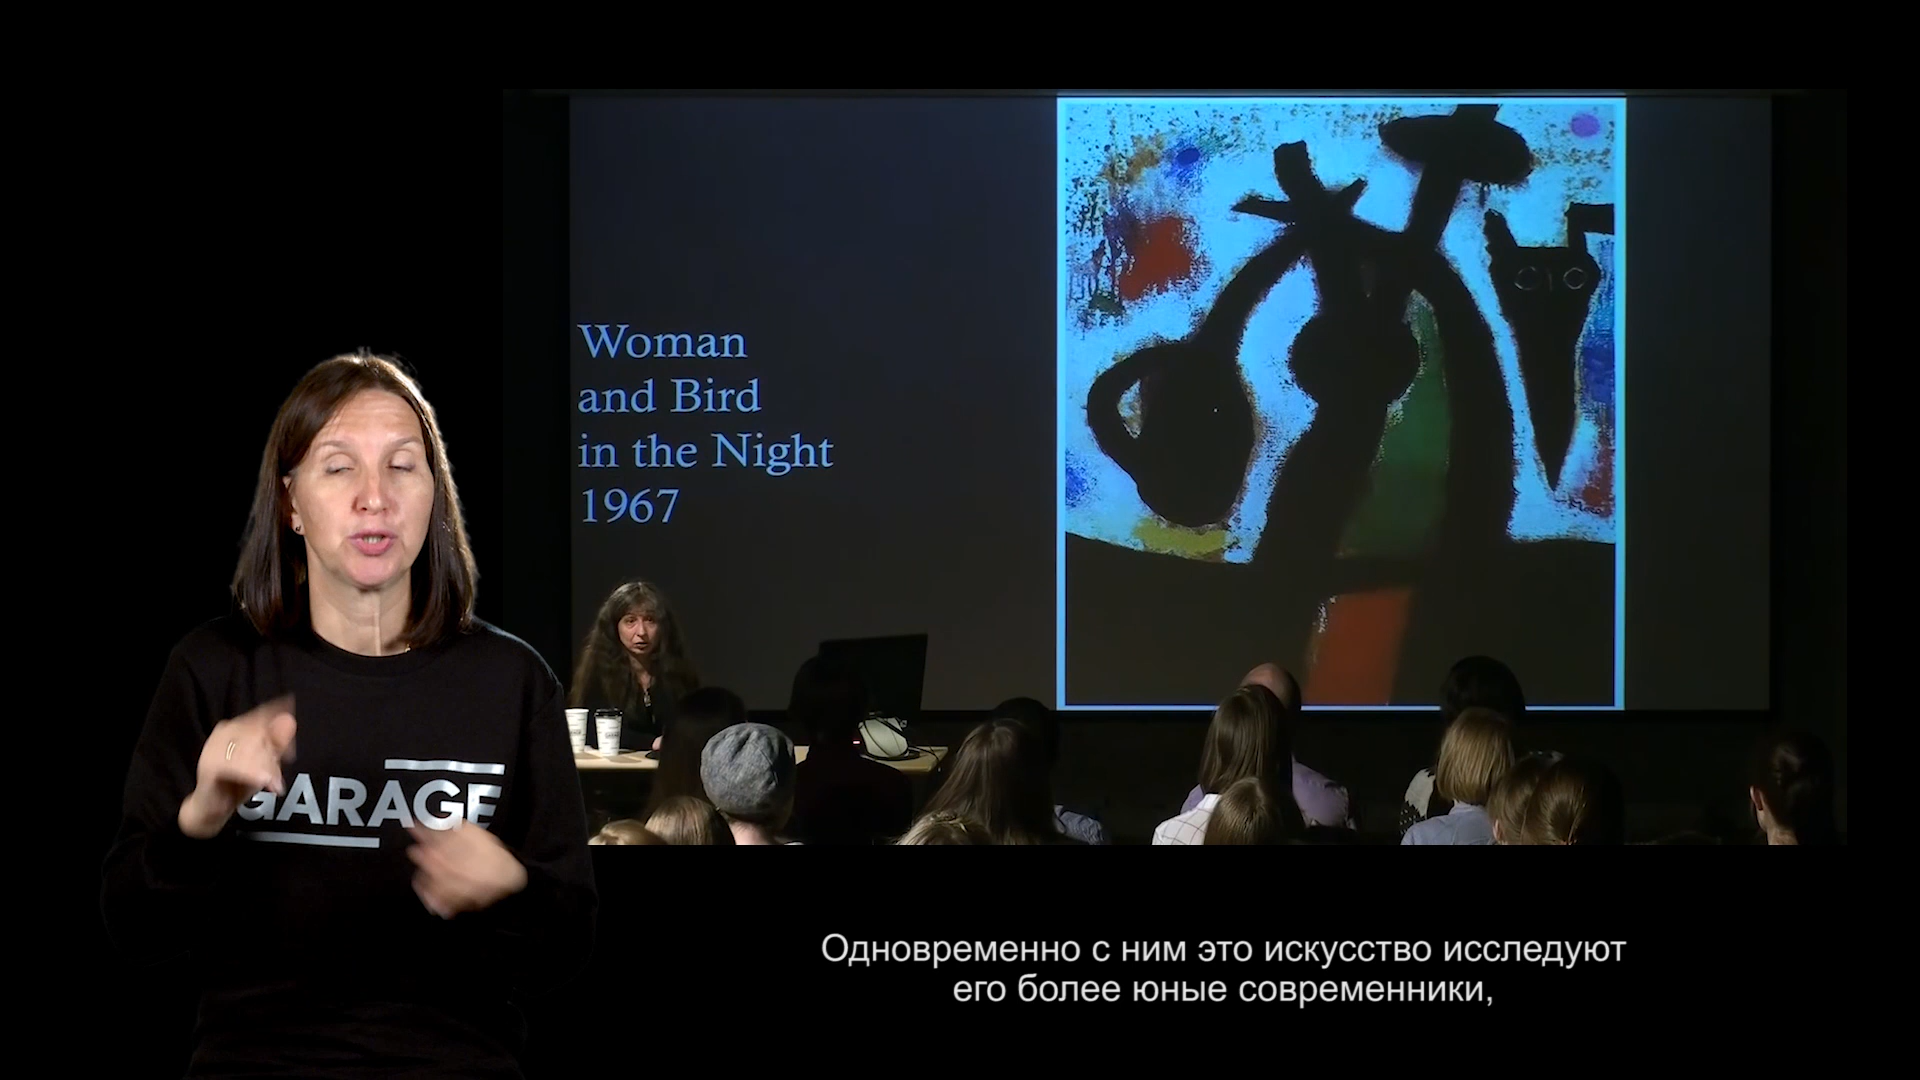 Woman
and Bird
in the Night
1967
GARAGE
Одновременно с ним это искусство исследуют
его более юные современники,